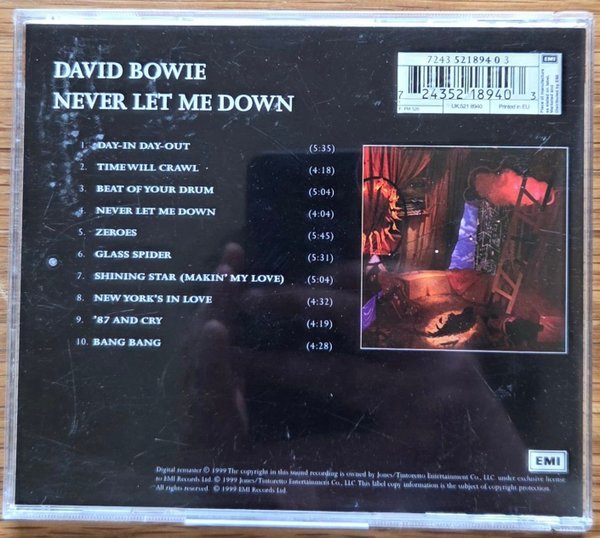 DAVID BOWIE
NEVER LET ME DOWN
7243 521894 0 3
7 24352 18940 3
UK:521 8940
Printed in EU
EMI
1. DAY-IN DAY-OUT (5:35)
2. TIME WILL CRAWL (4:18)
3. BEAT OF YOUR DRUM (5:04)
4. NEVER LET ME DOWN (4:04)
5. ZEROES (5:45)
6. GLASS SPIDER (5:31)
7. SHINING STAR (MAKIN' MY LOVE) (5:04)
8. NEW YORK'S IN LOVE (4:32)
9. '87 AND CRY (4:19)
10. BANG BANG (4:28)
EMI
Digital remaster © 1999 The copyright in this sound recording is owned by Jones/Tintoretto Entertainment Co., LLC under exclusive license
to EMI Records Ltd. © 1999 Jones/Tintoretto Entertainment Co., LLC This label copy information is the subject of copyright protection.
All rights reserved. © 1999 EMI Records Ltd.